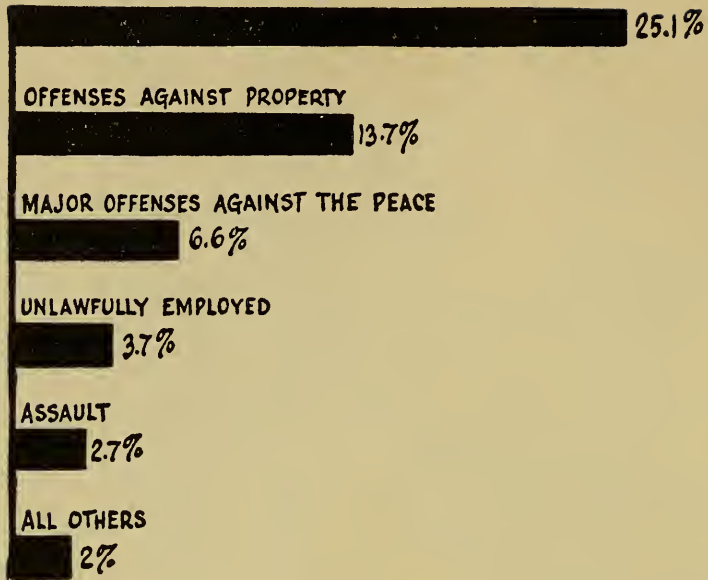 25.1%
OFFENSES AGAINST PROPERTY
13.7%
MAJOR OFFENSES AGAINST THE PEACE
6.6%
UNLAWFULLY EMPLOYED
3.7%
ASSAULT
2.7%
ALL OTHERS
2%